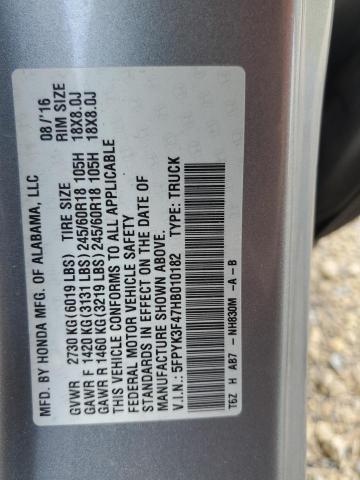 MFD. BY HONDA MFG. OF ALABAMA, LLC 08/'16
GVWR 2730 KG(6019 LBS) TIRE SIZE RIM SIZE
GAWR F 1420 KG(3131 LBS) 245/60R18 105H 18X8.0J
GAWR R 1460 KG(3219 LBS) 245/60R18 105H 18X8.0J
THIS VEHICLE CONFORMS TO ALL APPLICABLE
FEDERAL MOTOR VEHICLE SAFETY
STANDARDS IN EFFECT ON THE DATE OF
MANUFACTURE SHOWN ABOVE.
V.I.N.: 5FPYK3F47HB010182 TYPE: TRUCK
T6Z H AB7 - NH830M -A -B